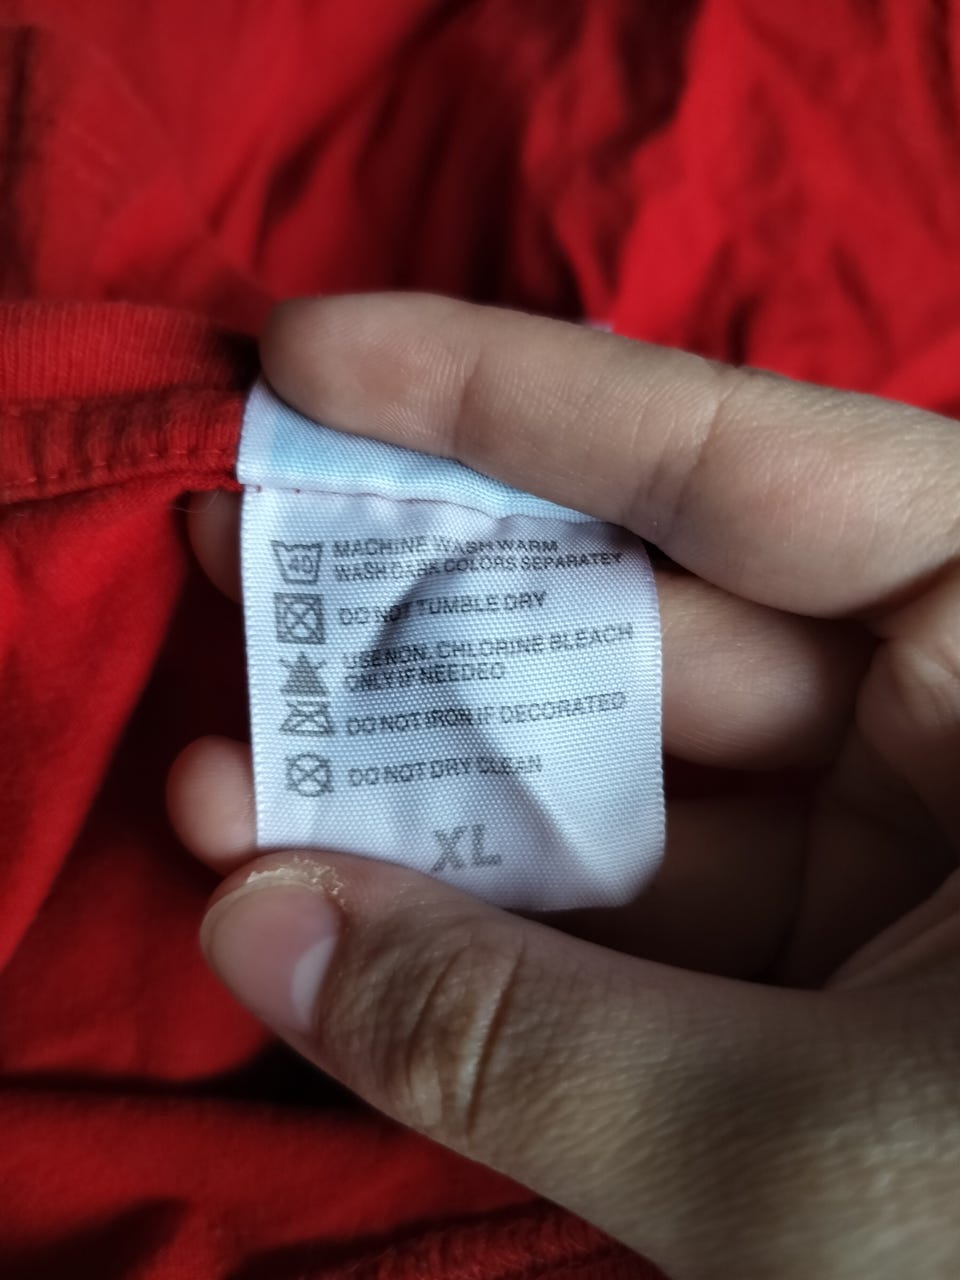 40 MACHINE WASH WARM
WASH DARK COLORS SEPARATEY
DO NOT TUMBLE DRY
USE NON. CHLORINE BLEACH
ONLY IF NEEDED
DO NOT IRON IF DECORATED
DO NOT DRY CLEAN
XL